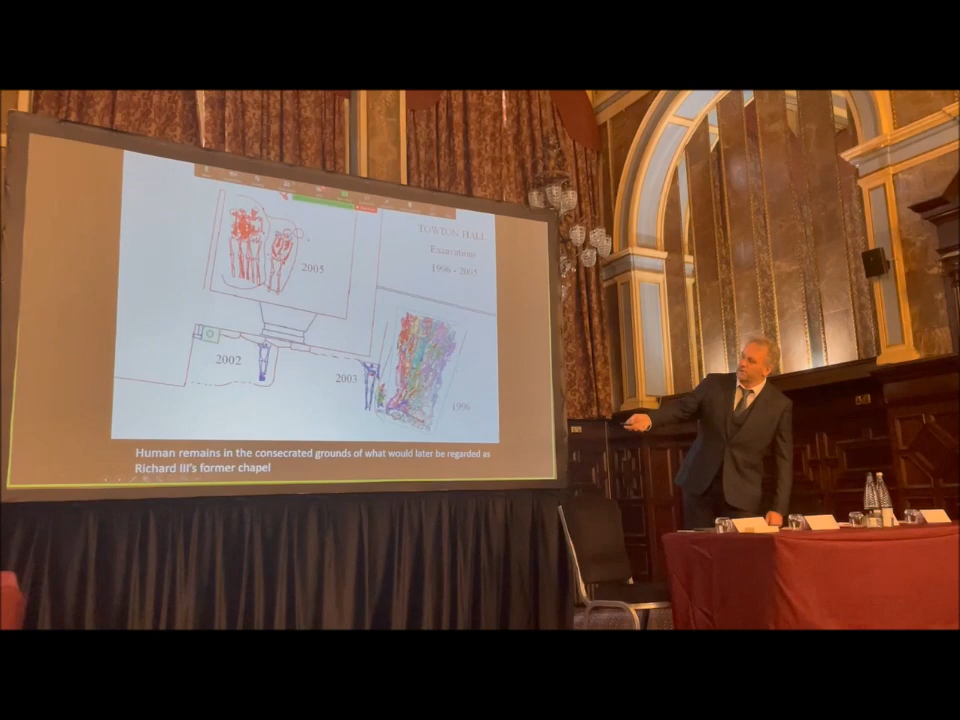 TOWTON HALL
Excavations
1996 - 2005
2005
2002
2003
1996
Human remains in the consecrated grounds of what would later be regarded as
Richard III's former chapel